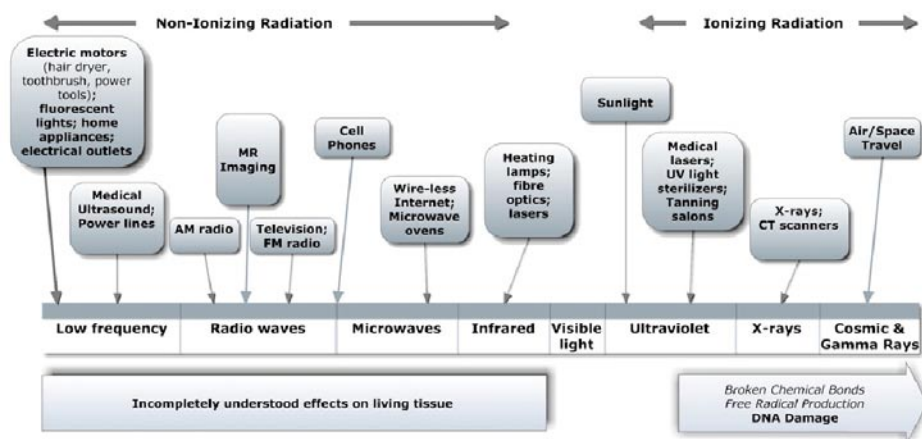 Non-Ionizing Radiation
Ionizing Radiation
Electric motors
(hair dryer,
toothbrush, power
tools);
fluorescent
lights; home
appliances;
electrical outlets
Medical
Ultrasound;
Power lines
AM radio
MR
Imaging
Television;
FM radio
Cell
Phones
Wire-less
Internet;
Microwave
ovens
Heating
lamps;
fibre
optics;
lasers
Sunlight
Medical
lasers;
UV light
sterilizers;
Tanning
salons
X-rays;
CT scanners
Air/Space
Travel
Low frequency
Radio waves
Microwaves
Infrared
Visible
light
Ultraviolet
X-rays
Cosmic &
Gamma Rays
Incompletely understood effects on living tissue
Broken Chemical Bonds
Free Radical Production
DNA Damage